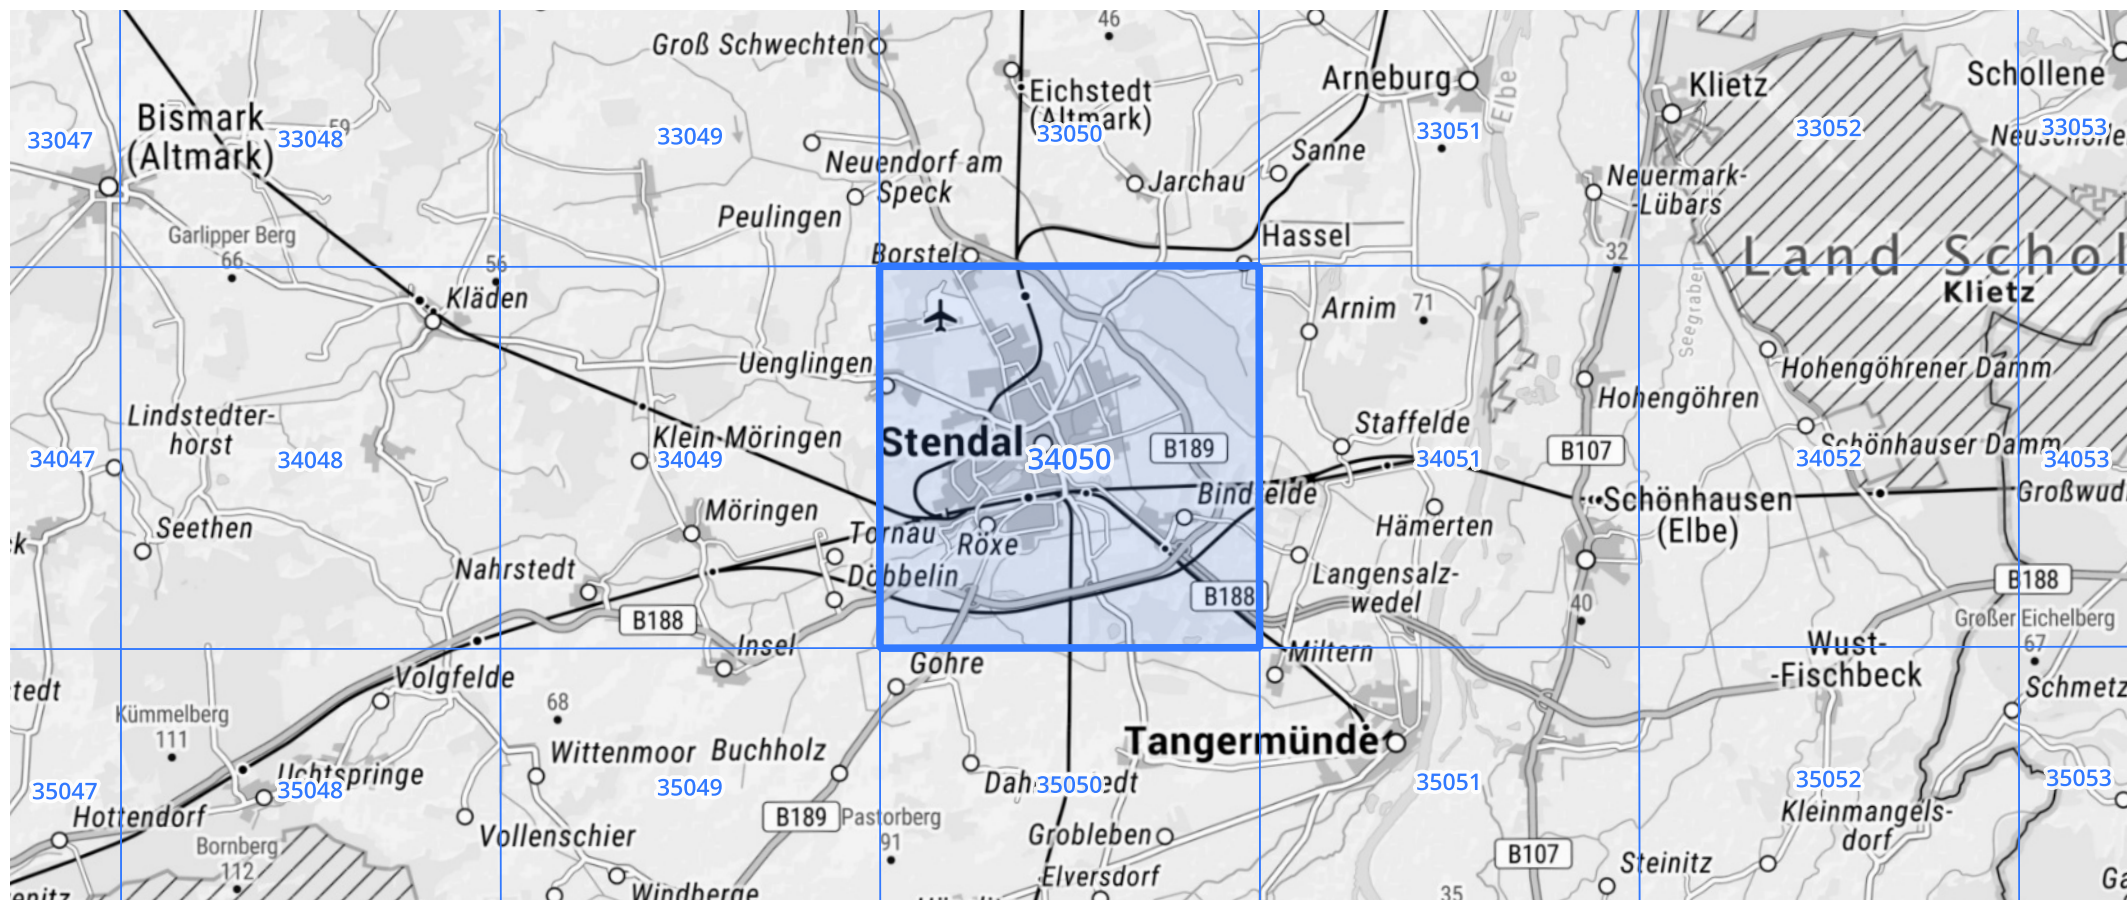 46
Groß Schwechten
Eichstedt
(Altmark)
Arneburg
Elbe
Klietz
Schollene
Bismark
(Altmark)
59
33047
33048
33049
33050
33051
33052
33053
Neuendorf am
Speck
Jarchau
Sanne
Neuermark-
-Lübars
Peulingen
Garlipper Berg
66
Borstel
Hassel
32
Land Schol
Klietz
56
Kläden
Arnim
71
Seegraben
Uenglingen
Hohengöhrener Damm
Hohengöhren
Lindstedter-
horst
Klein-Möringen
Stendal
B189
Staffelde
B107
Schönhauser Damm
34047
34048
34049
34050
34051
34052
34053
Bindfelde
Schönhausen
(Elbe)
Großwud
Seethen
Möringen
Tornau
Röxe
Hämerten
Nahrstedt
Döbbelin
Langensalz-
wedel
B188
B188
B188
40
Großer Eichelberg
67
Insel
Gohre
Miltern
Wust-
-Fischbeck
tedt
Volgfelde
Schmetz
Kümmelberg
111
68
Wittenmoor
Buchholz
Tangermünde
Uchtspringe
35047
35048
35049
35050
35051
35052
35053
Hottendorf
B189
Pastorberg
91
Kleinmangels-
dorf
Vollenschier
Grobleben
Bornberg
112
B107
Steinitz
Elversdorf
Windberge
35
enitz